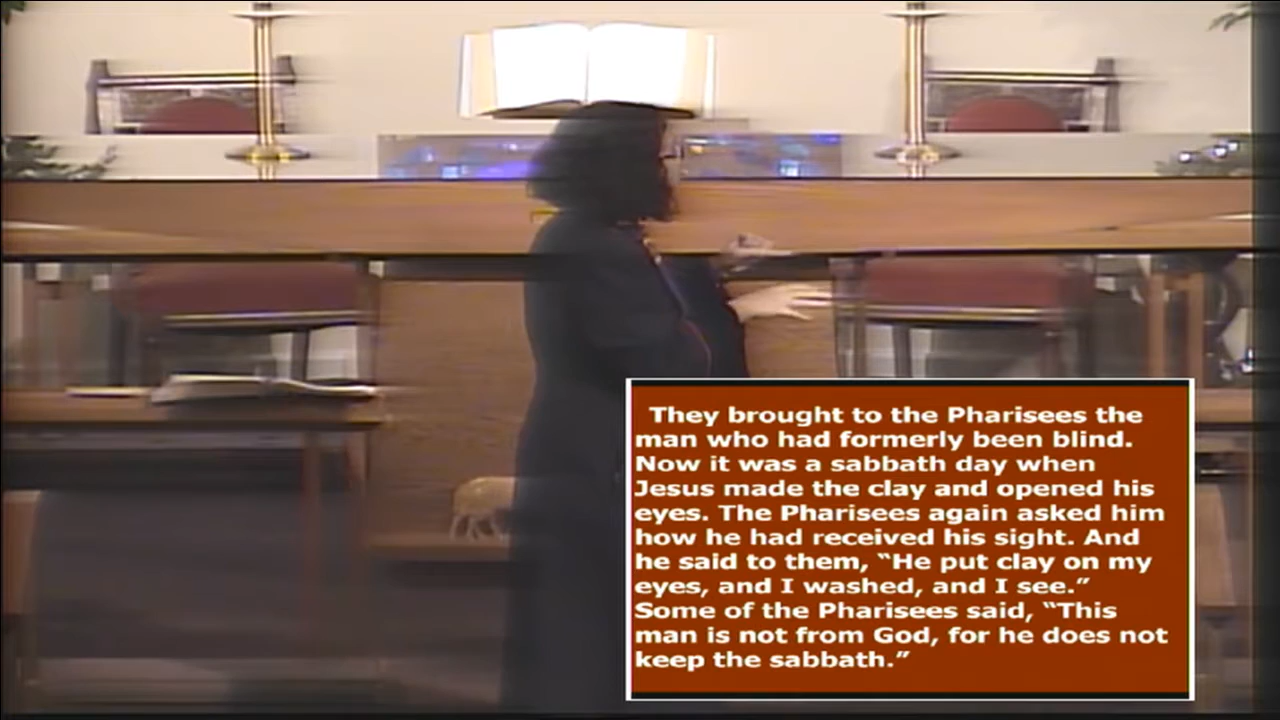 They brought to the Pharisees the
man who had formerly been blind.
Now it was a sabbath day when
Jesus made the clay and opened his
eyes. The Pharisees again asked him
how he had received his sight. And
he said to them, “He put clay on my
eyes, and I washed, and I see.”
Some of the Pharisees said, “This
man is not from God, for he does not
keep the sabbath.”